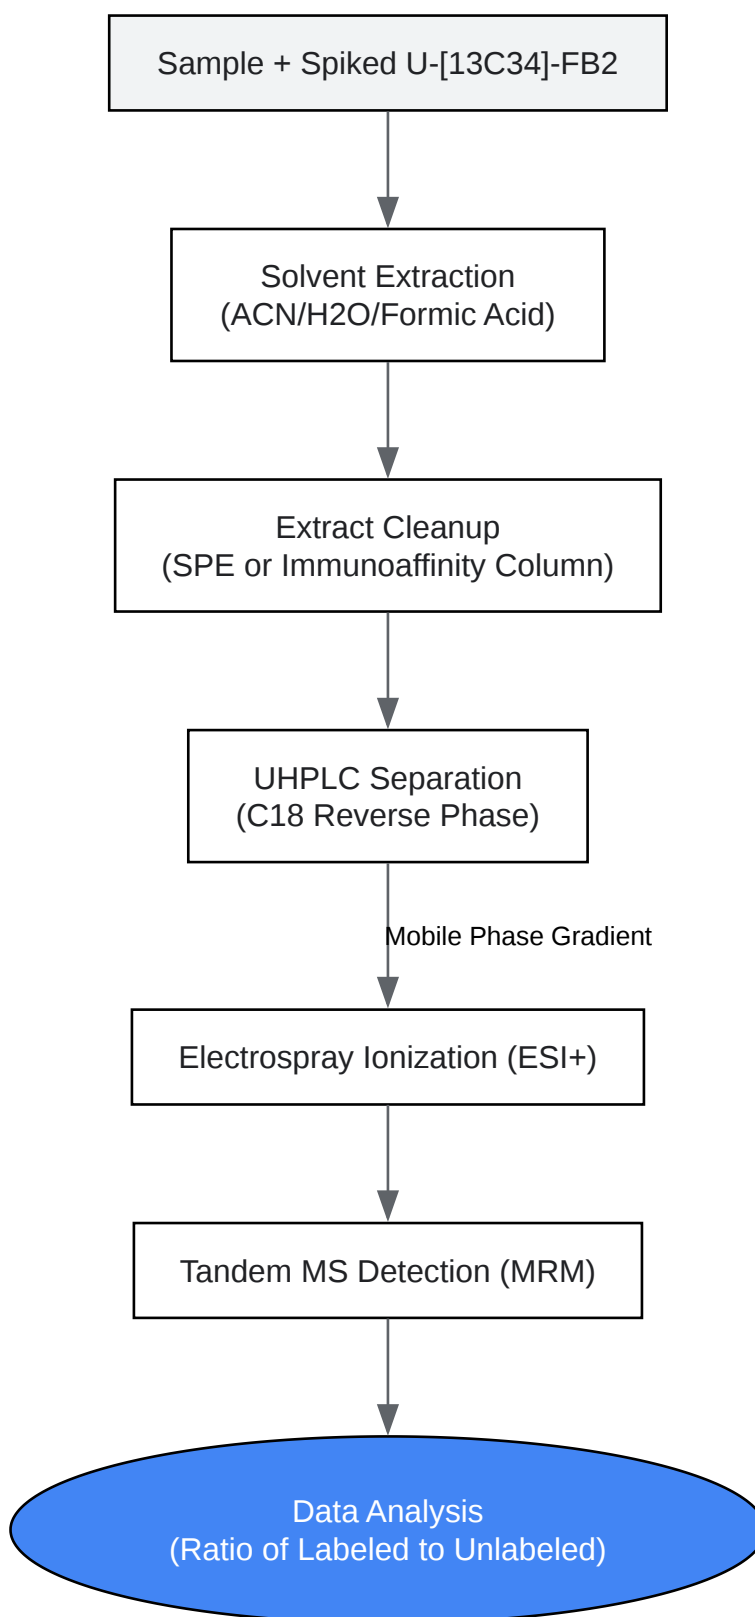 Sample + Spiked U-[13C34]-FB2
Solvent Extraction
(ACN/H2O/Formic Acid)
Extract Cleanup
(SPE or Immunoaffinity Column)
UHPLC Separation
(C18 Reverse Phase)
Mobile Phase Gradient
Electrospray Ionization (ESI+)
Tandem MS Detection (MRM)
Data Analysis
(Ratio of Labeled to Unlabeled)